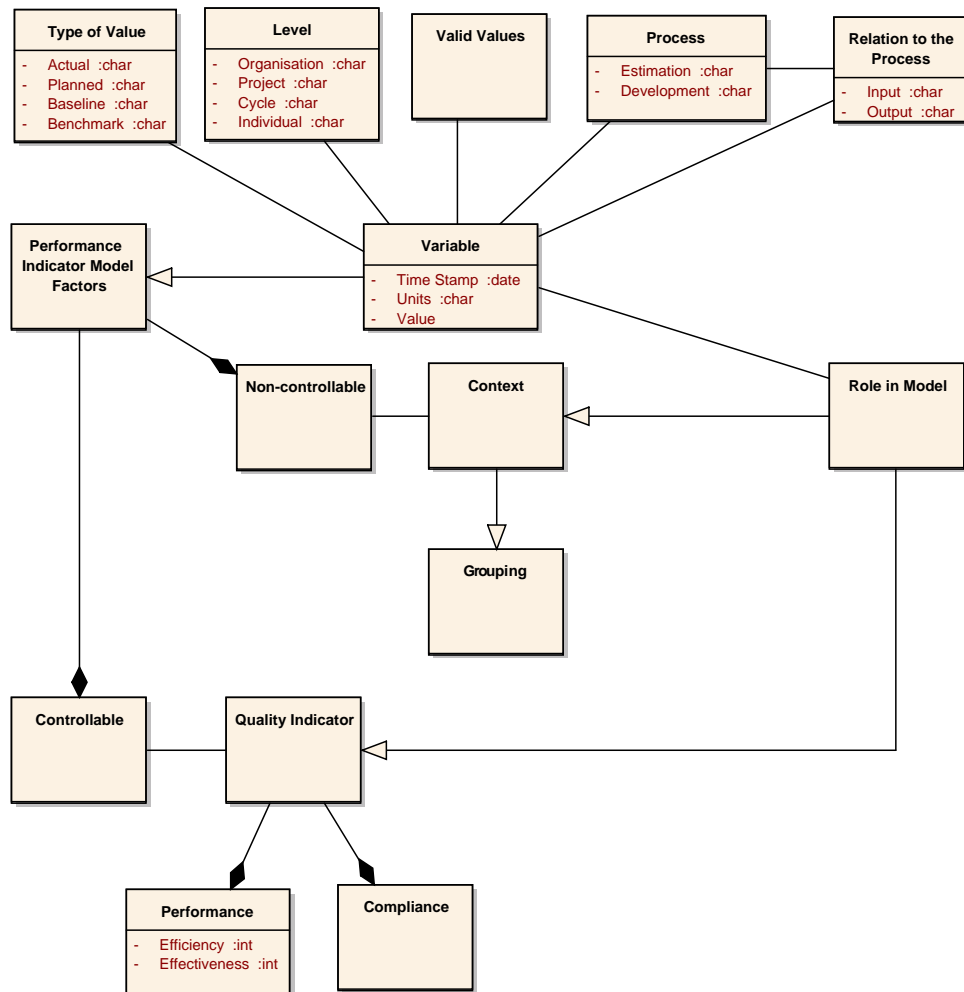 Type of Value
- Actual :char
- Planned :char
- Baseline :char
- Benchmark :char
Level
- Organisation :char
- Project :char
- Cycle :char
- Individual :char
Valid Values
Process
- Estimation :char
- Development :char
Relation to the
Process
- Input :char
- Output :char
Performance
Indicator Model
Factors
Variable
- Time Stamp :date
- Units :char
- Value
Non-controllable
Context
Role in Model
Grouping
Controllable
Quality Indicator
Performance
- Efficiency :int
- Effectiveness :int
Compliance